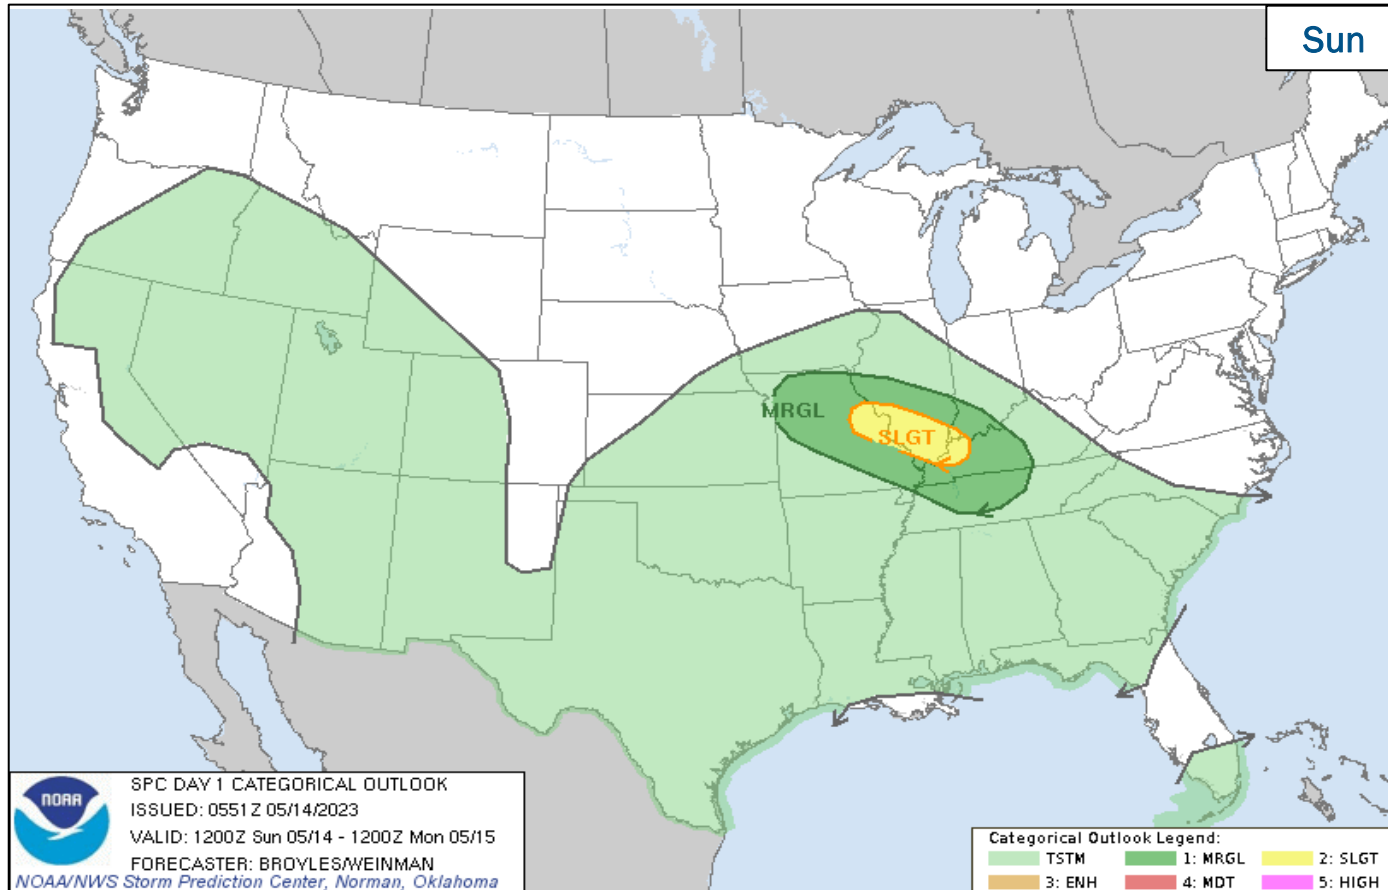 Sun
MRGL
SLGT
NOAA
SPC DAY 1 CATEGORICAL OUTLOOK
ISSUED: 0551Z 05/14/2023
VALID: 1200Z Sun 05/14 - 1200Z Mon 05/15
FORECASTER: BROYLES/WEINMAN
NOAA/NWS Storm Prediction Center, Norman, Oklahoma
Categorical Outlook Legend:
TSTM 1: MRGL 2: SLGT
3: ENH 4: MDT 5: HIGH